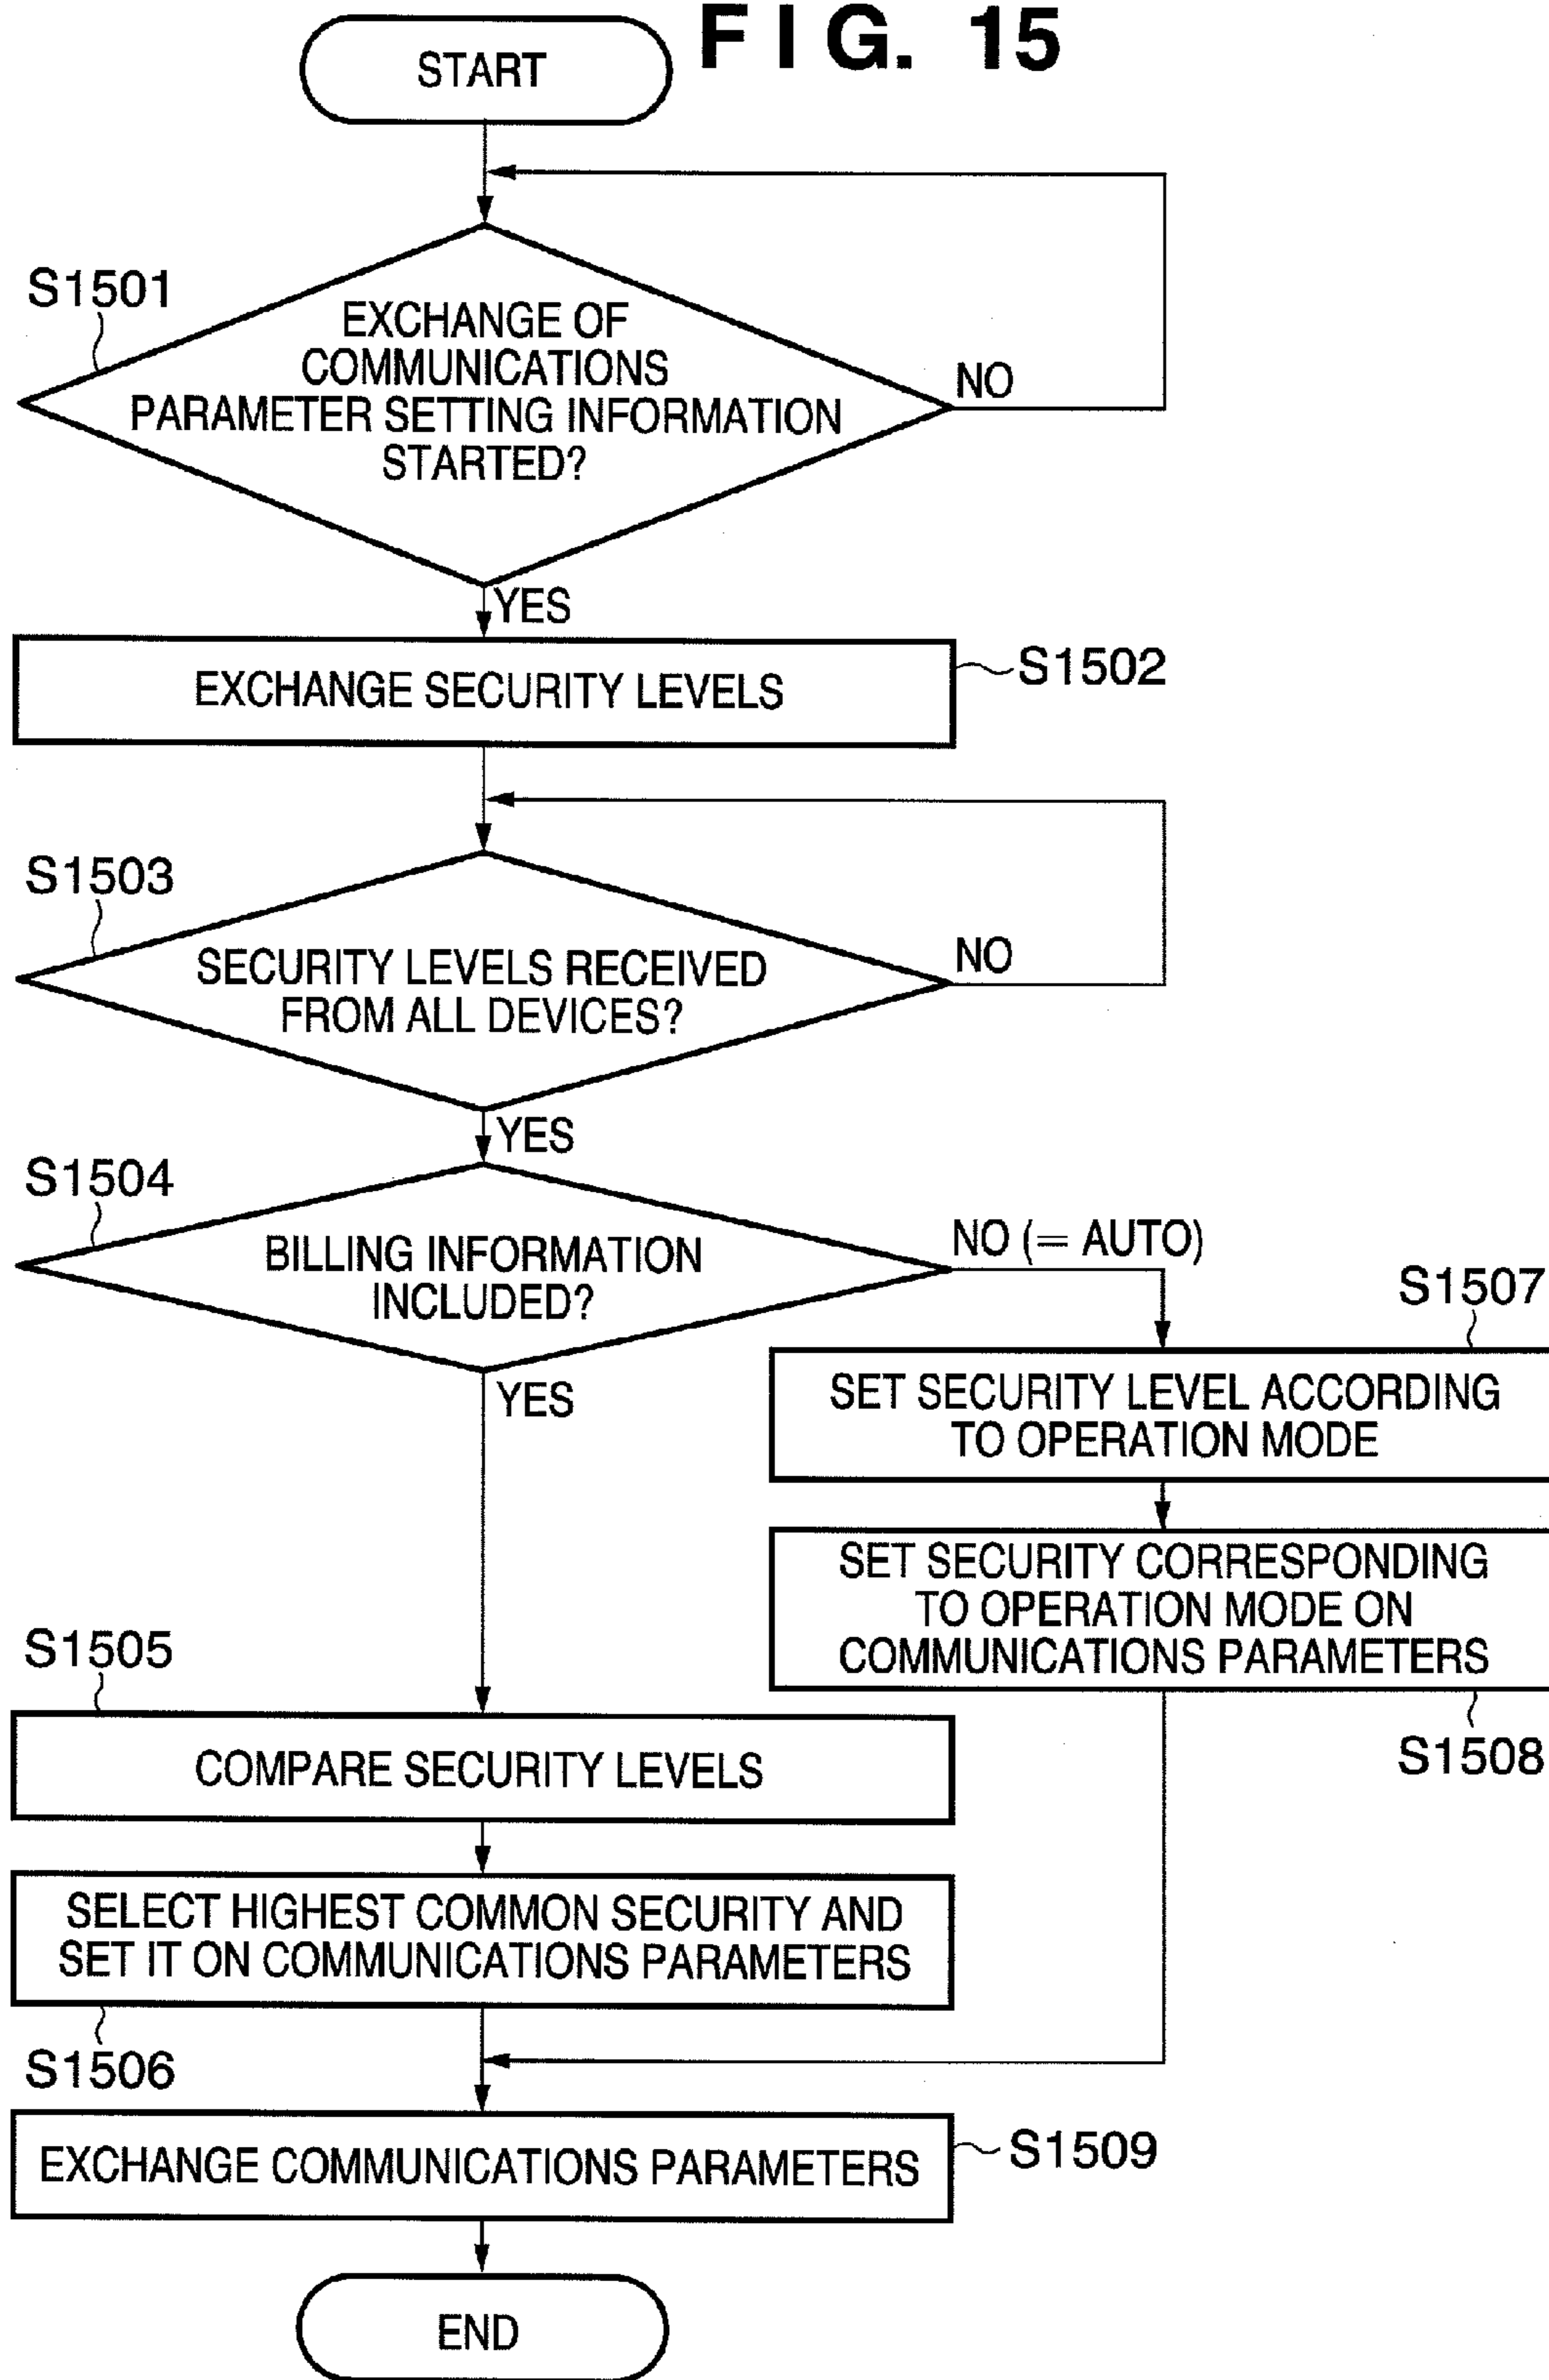 FIG. 15
START
S1501
EXCHANGE OF
COMMUNICATIONS
PARAMETER SETTING INFORMATION
STARTED?
NO
YES
EXCHANGE SECURITY LEVELS
S1502
S1503
SECURITY LEVELS RECEIVED
FROM ALL DEVICES?
NO
YES
S1504
BILLING INFORMATION
INCLUDED?
NO (= AUTO)
YES
S1507
SET SECURITY LEVEL ACCORDING
TO OPERATION MODE
SET SECURITY CORRESPONDING
TO OPERATION MODE ON
COMMUNICATIONS PARAMETERS
S1508
S1505
COMPARE SECURITY LEVELS
SELECT HIGHEST COMMON SECURITY AND
SET IT ON COMMUNICATIONS PARAMETERS
S1506
EXCHANGE COMMUNICATIONS PARAMETERS
S1509
END